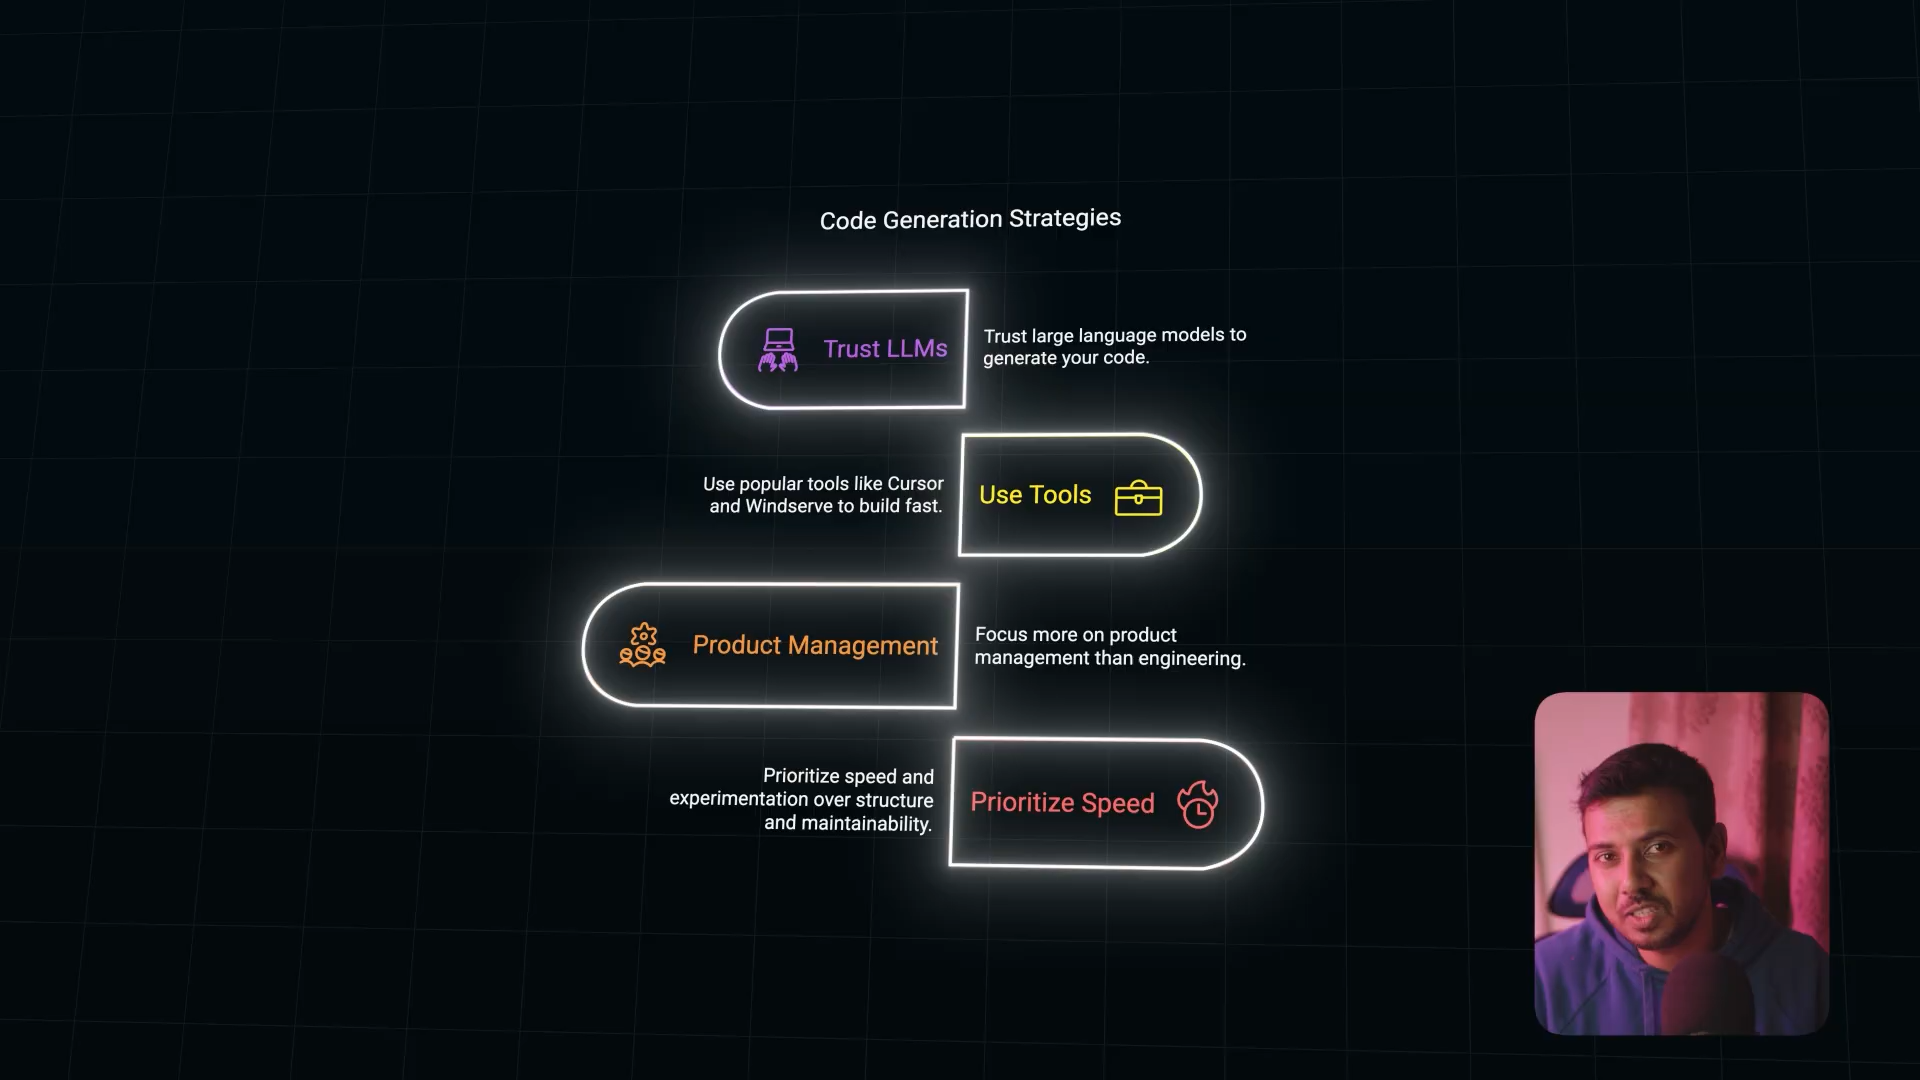 Code Generation Strategies
Trust LLMs
Trust large language models to
generate your code.
Use popular tools like Cursor
and Windserve to build fast.
Use Tools
Product Management
Focus more on product
management than engineering.
Prioritize speed and
experimentation over structure
and maintainability.
Prioritize Speed